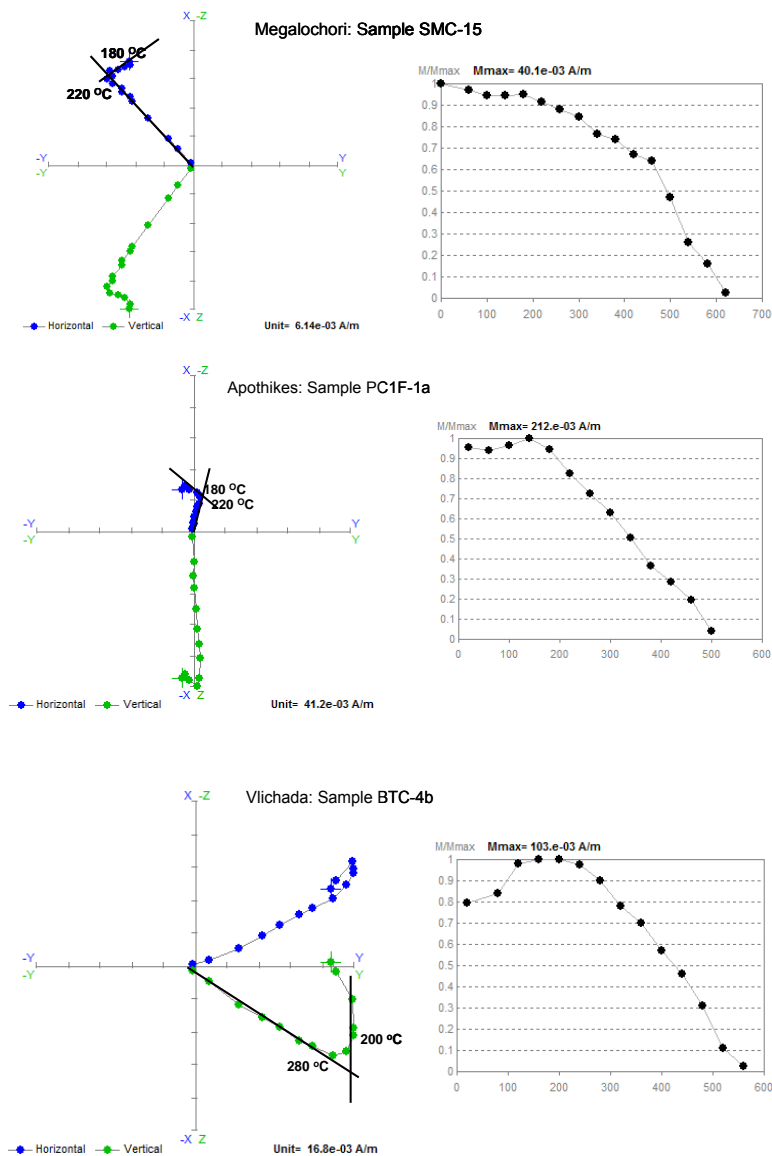 Megalochori: Sample SMC-15
X -Z
180 ºC
220 ºC
-Y Y
-Y Y
-X Z
Horizontal Vertical Unit= 6.14e-03 A/m
M/Mmax Mmax= 40.1e-03 A/m
1
0.9
0.8
0.7
0.6
0.5
0.4
0.3
0.2
0.1
0
0 100 200 300 400 500 600 700
Apothikes: Sample PC1F-1a
X -Z
180 ºC
220 ºC
-Y Y
-Y Y
-X Z
Horizontal Vertical Unit= 41.2e-03 A/m
M/Mmax Mmax= 212.e-03 A/m
1
0.9
0.8
0.7
0.6
0.5
0.4
0.3
0.2
0.1
0
0 100 200 300 400 500 600
Vlichada: Sample BTC-4b
X -Z
-Y Y
-Y Y
200 ºC
280 ºC
-X Z
Horizontal Vertical Unit= 16.8e-03 A/m
M/Mmax Mmax= 103.e-03 A/m
1
0.9
0.8
0.7
0.6
0.5
0.4
0.3
0.2
0.1
0
0 100 200 300 400 500 600